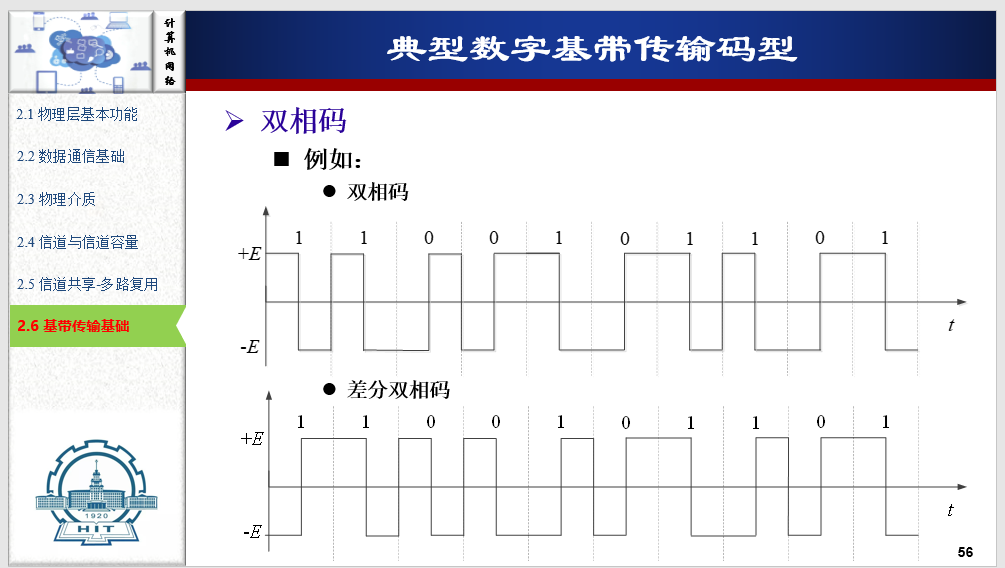 计算机网络
典型数字基带传输码型
2.1 物理层基本功能
2.2 数据通信基础
2.3 物理介质
2.4 信道与信道容量
2.5 信道共享-多路复用
2.6 基带传输基础
1920
HIT
双相码
例如：
双相码
1 1 0 0 1 0 1 1 0 1
+E
-E
t
差分双相码
1 1 0 0 1 0 1 1 0 1
+E
-E
t
56